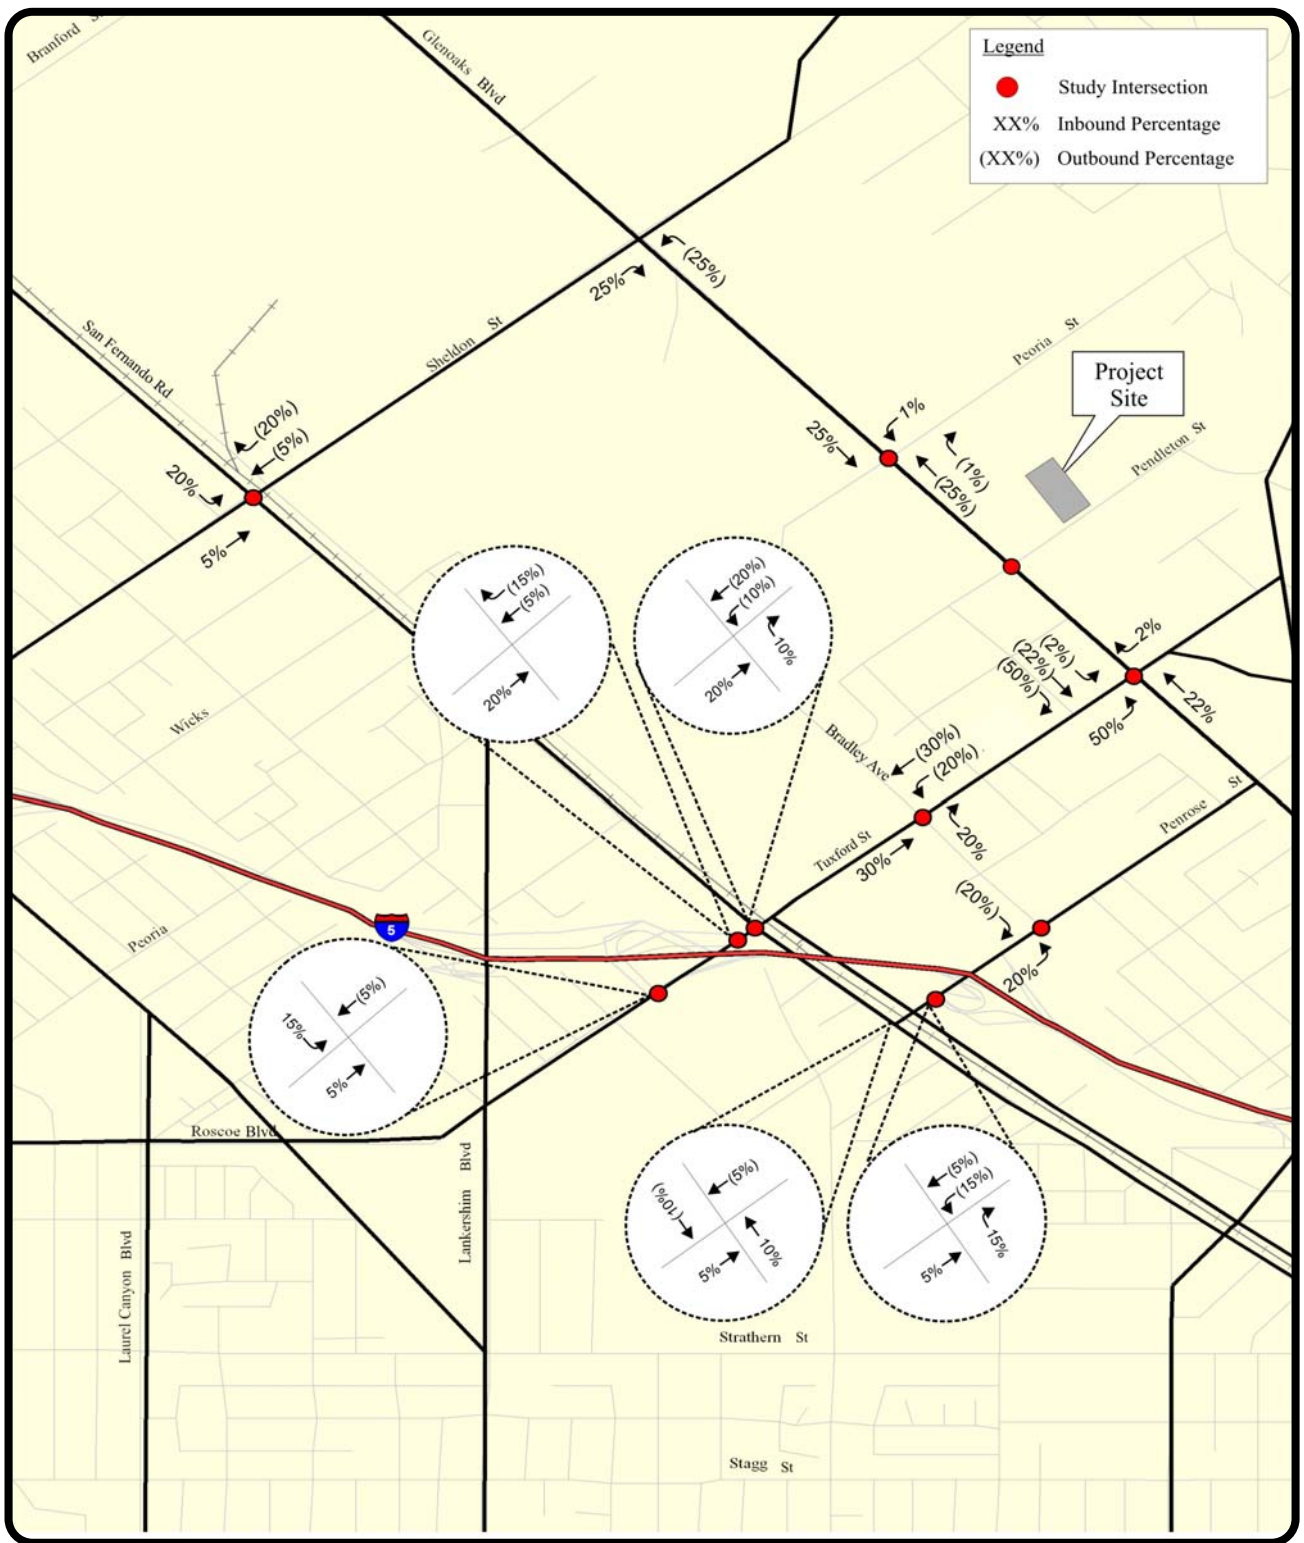 Branford St
Glenoaks Blvd
Legend
Study Intersection
XX% Inbound Percentage
(XX%) Outbound Percentage
(25%)
25%
San Fernando Rd
Sheldon St
Peoria St
Project
Site
Pendleton St
(20%)
(5%)
20%
5%
1%
25%
(1%)
(25%)
(15%)
(5%)
20%
(20%)
(10%)
10%
20%
2%
(2%)
(22%)
(50%)
22%
50%
Wicks
Bradley Ave
(30%)
(20%)
Tuxford St
20%
30%
Penrose St
(20%)
20%
Peoria
5
(5%)
15%
5%
Roscoe Blvd
Laurel Canyon Blvd
Lankershim Blvd
(5%)
(10%)
10%
5%
(5%)
(15%)
15%
5%
Strathern St
Stagg St